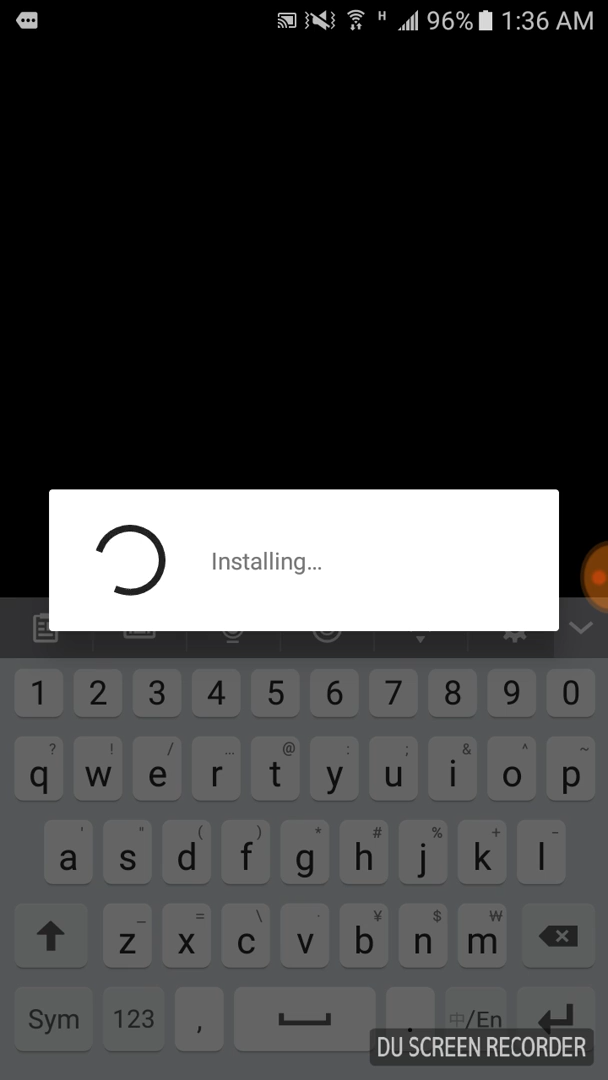 H 96% 1:36 AM
Installing...
1 2 3 4 5 6 7 8 9 0
? ! / ... @ : ; & ^ ~
q w e r t y u i o p
' " ( ) * # % + -
a s d f g h j k l
_ = \ · ¥ $ ₩
z x c v b n m
Sym 123 , . 中/En
DU SCREEN RECORDER